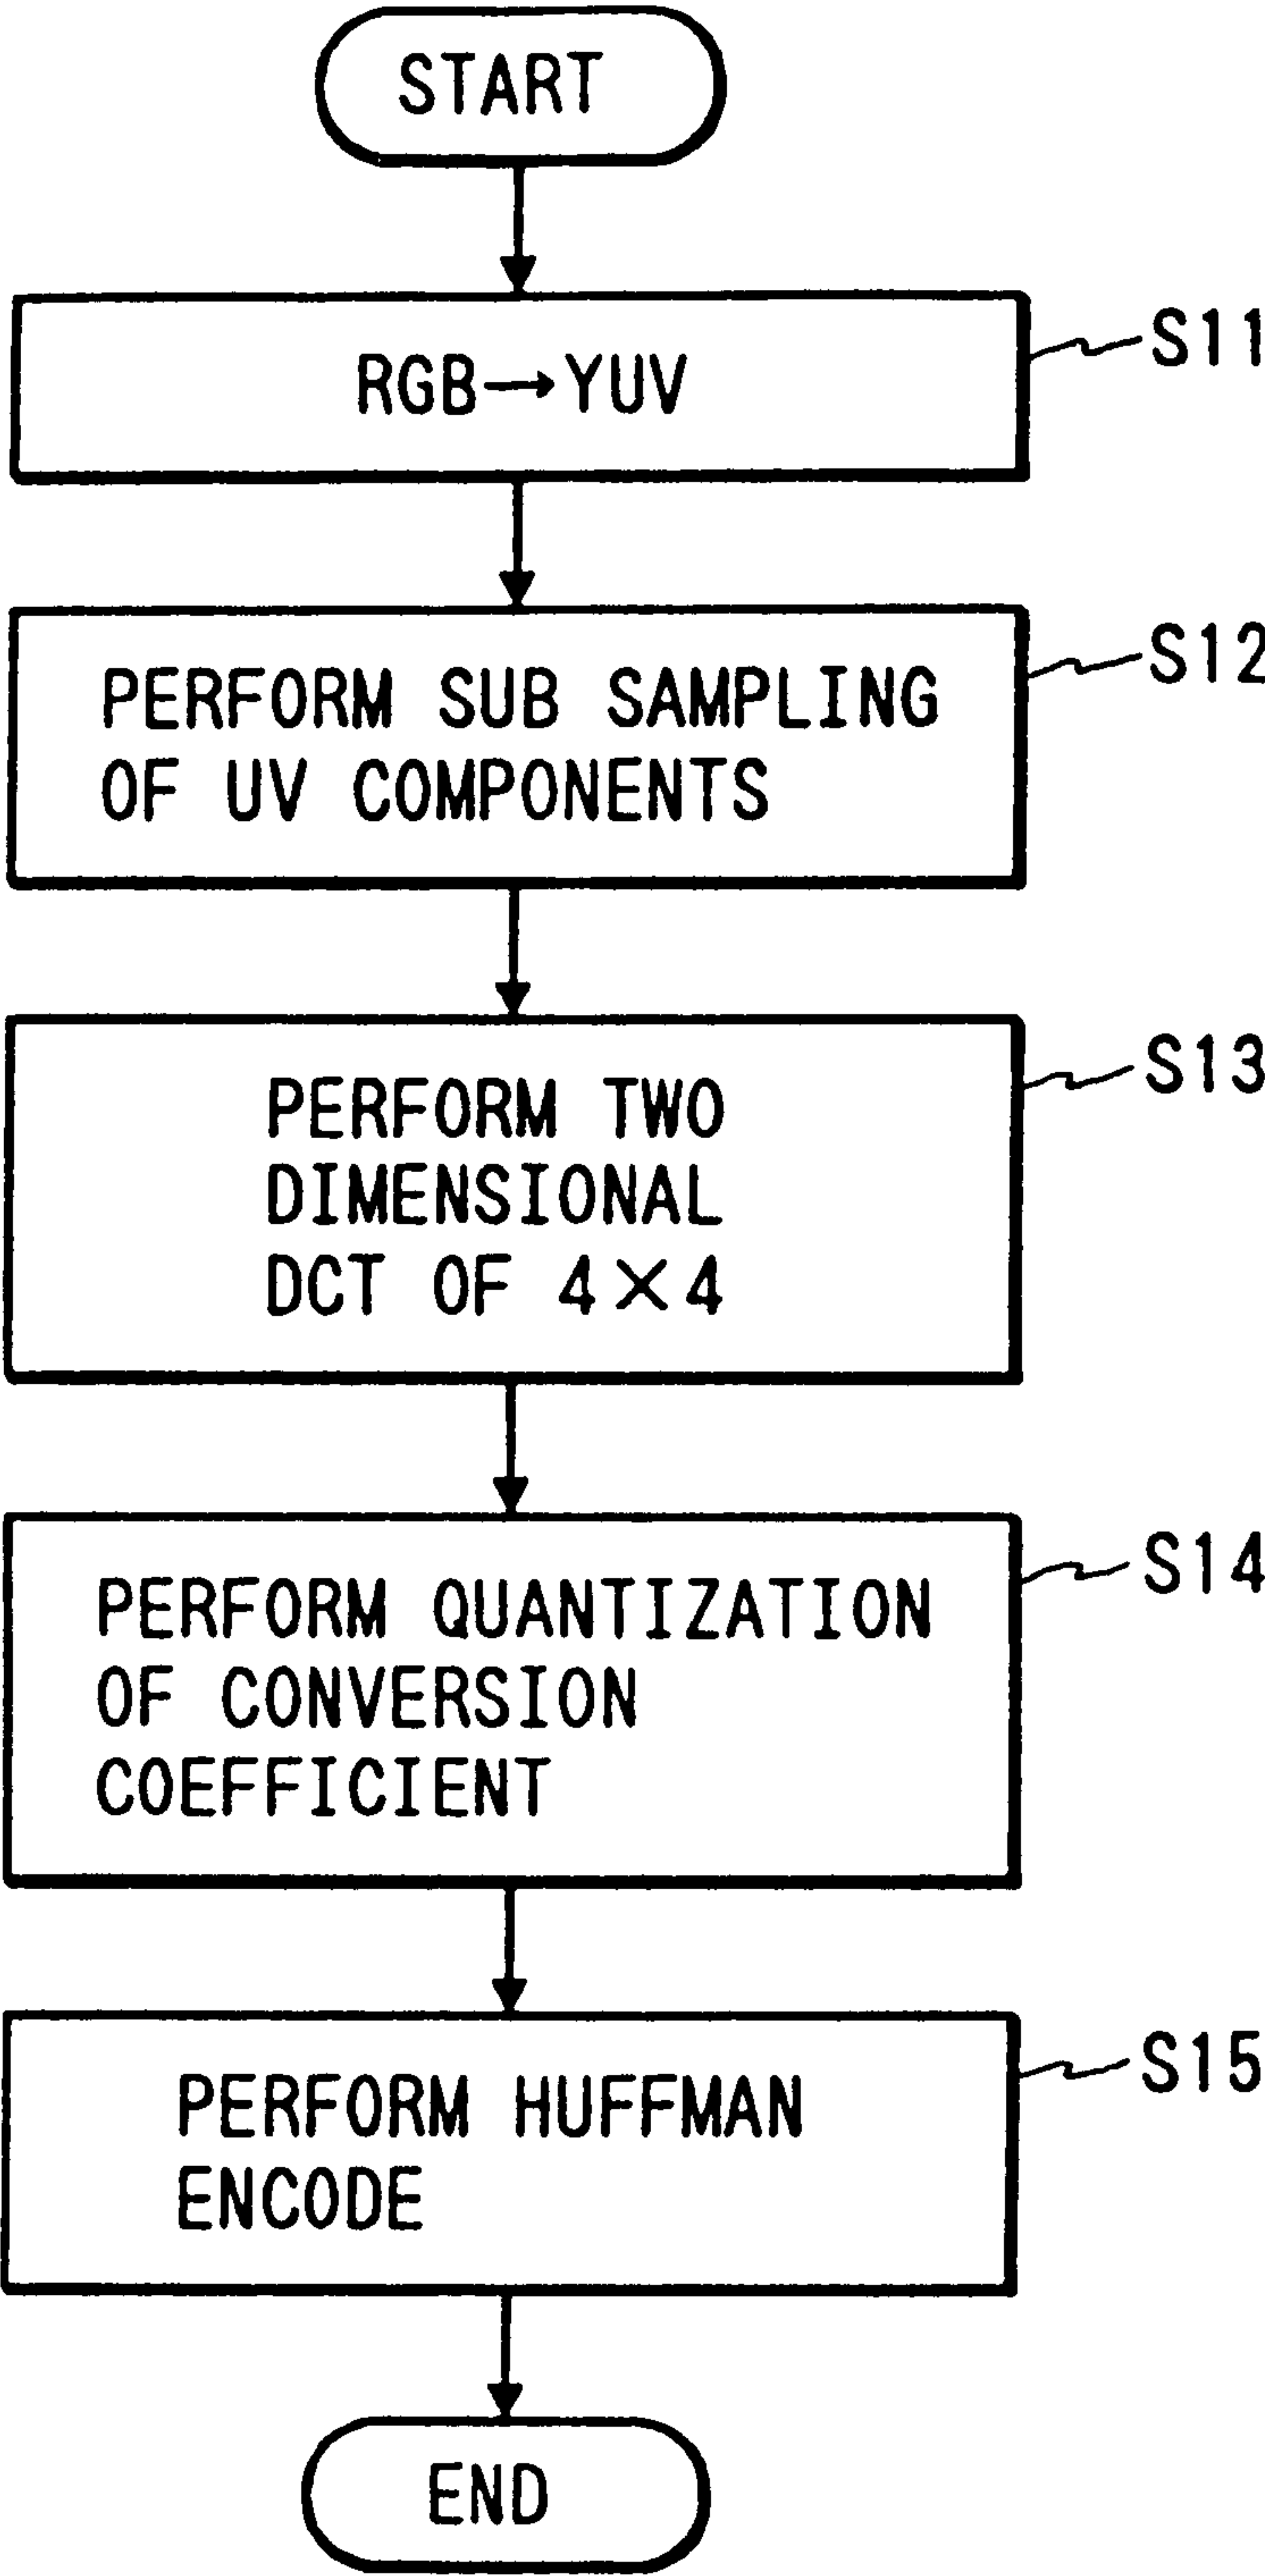 START
RGB→YUV
S11
PERFORM SUB SAMPLING
OF UV COMPONENTS
S12
PERFORM TWO
DIMENSIONAL
DCT OF 4×4
S13
PERFORM QUANTIZATION
OF CONVERSION
COEFFICIENT
S14
PERFORM HUFFMAN
ENCODE
S15
END